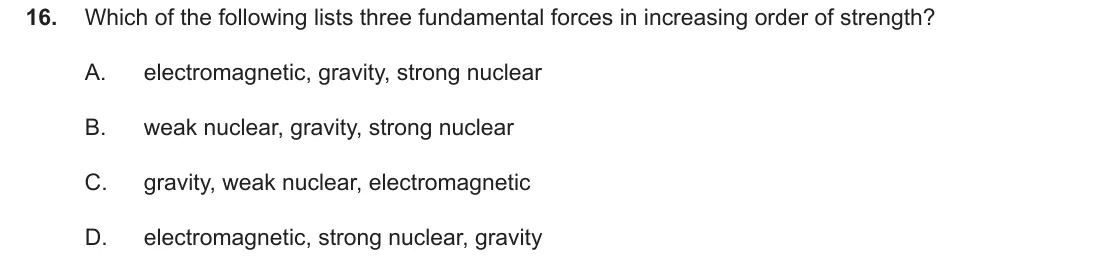 16. Which of the following lists three fundamental forces in increasing order of strength?
A. electromagnetic, gravity, strong nuclear
B. weak nuclear, gravity, strong nuclear
C. gravity, weak nuclear, electromagnetic
D. electromagnetic, strong nuclear, gravity